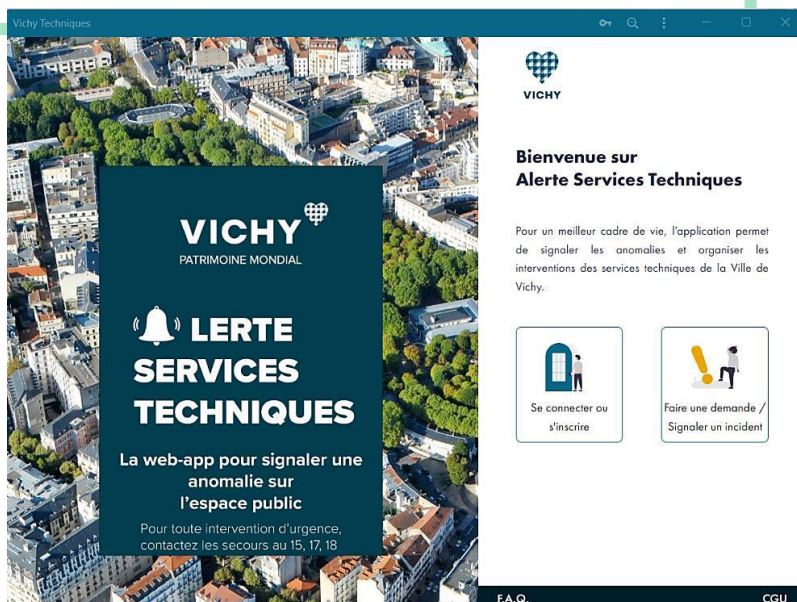 Vichy Techniques
VICHY
PATRIMOINE MONDIAL
LERTE
SERVICES
TECHNIQUES
La web-app pour signaler une
anomalie sur
l'espace public
Pour toute intervention d'urgence,
contactez les secours au 15, 17, 18
VICHY
Bienvenue sur
Alerte Services Techniques
Pour un meilleur cadre de vie, l'application permet
de signaler les anomalies et organiser les
interventions des services techniques de la Ville de
Vichy.
Se connecter ou
s'inscrire
Faire une demande /
Signaler un incident
F.A.Q.
CGU